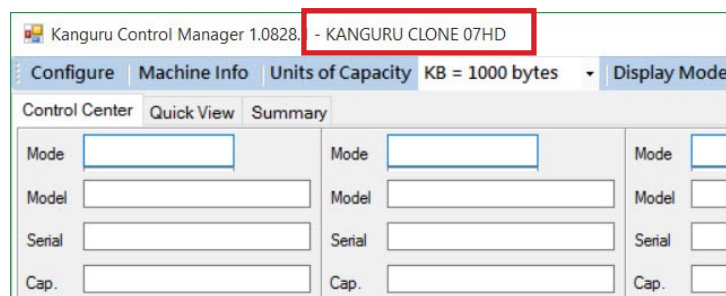 Kanguru Control Manager 1.0828. - KANGURU CLONE 07HD
Configure Machine Info Units of Capacity KB = 1000 bytes Display Mode
Control Center Quick View Summary
Mode Mode Mode
Model Model Model
Serial Serial Serial
Cap. Cap. Cap.